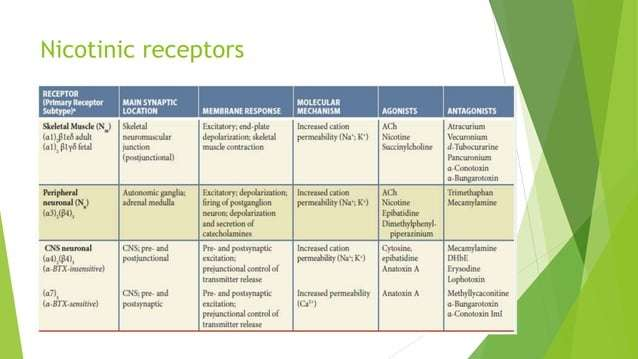 Nicotinic receptors
RECEPTOR
(Primary Receptor
Subtype)ᵃ
MAIN SYNAPTIC
LOCATION
MEMBRANE RESPONSE
MOLECULAR
MECHANISM
AGONISTS
ANTAGONISTS
Skeletal Muscle (Nₘ)
(α1)₂β1εδ adult
(α1)₂ β1γδ fetal
Skeletal
neuromuscular
junction
(postjunctional)
Excitatory; end-plate
depolarization; skeletal
muscle contraction
Increased cation
permeability (Na⁺; K⁺)
ACh
Nicotine
Succinylcholine
Atracurium
Vecuronium
d-Tubocurarine
Pancuronium
α-Conotoxin
α-Bungarotoxin
Peripheral
neuronal (Nₙ)
(α3)₂(β4)₃
Autonomic ganglia;
adrenal medulla
Excitatory; depolarization;
firing of postganglion
neuron; depolarization
and secretion of
catecholamines
Increased cation
permeability (Na⁺; K⁺)
ACh
Nicotine
Epibatidine
Dimethylphenyl-
piperazinium
Trimethaphan
Mecamylamine
CNS neuronal
(α4)₂(β4)₃
(α-BTX-insensitive)
CNS; pre- and
postjunctional
Pre- and postsynaptic
excitation;
prejunctional control of
transmitter release
Increased cation
permeability (Na⁺; K⁺)
Cytosine,
epibatidine
Anatoxin A
Mecamylamine
DHbE
Erysodine
Lophotoxin
(α7)₅
(α-BTX-sensitive)
CNS; pre- and
postsynaptic
Pre- and postsynaptic
excitation;
prejunctional control of
transmitter release
Increased permeability
(Ca²⁺)
Anatoxin A
Methyllycaconitine
α-Bungarotoxin
α-Conotoxin ImI